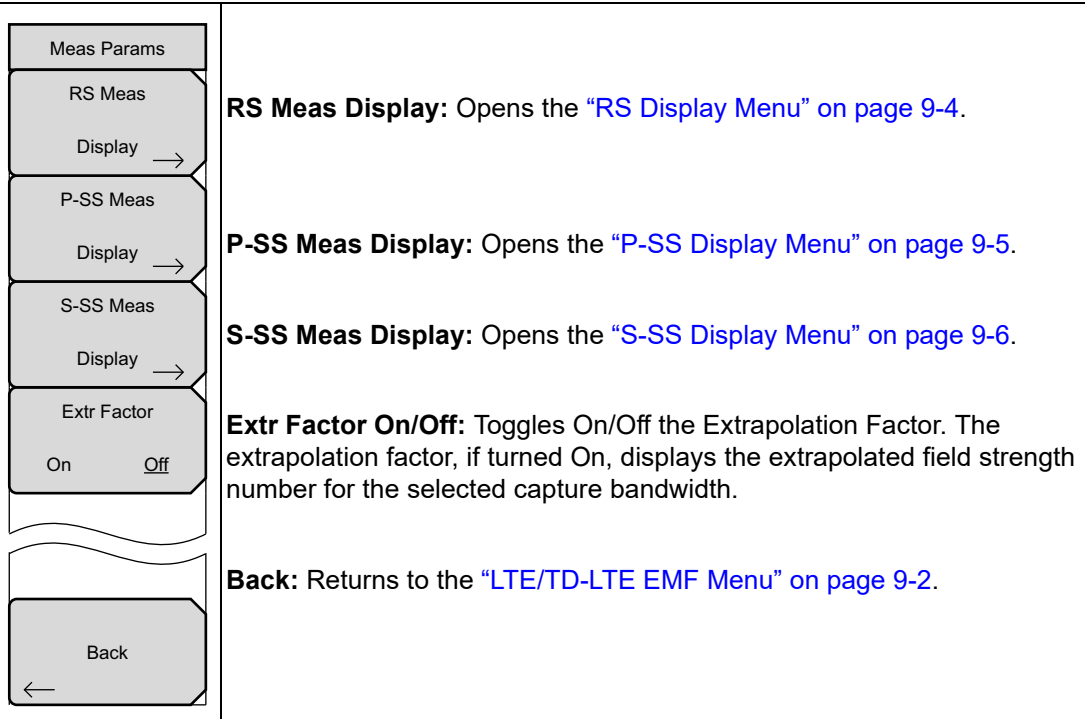 Meas Params
RS Meas
Display
P-SS Meas
Display
S-SS Meas
Display
Extr Factor
On Off
Back
RS Meas Display: Opens the “RS Display Menu” on page 9-4.
P-SS Meas Display: Opens the “P-SS Display Menu” on page 9-5.
S-SS Meas Display: Opens the “S-SS Display Menu” on page 9-6.
Extr Factor On/Off: Toggles On/Off the Extrapolation Factor. The
extrapolation factor, if turned On, displays the extrapolated field strength
number for the selected capture bandwidth.
Back: Returns to the “LTE/TD-LTE EMF Menu” on page 9-2.